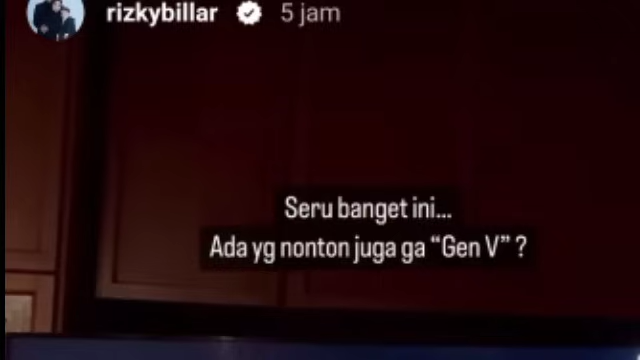 rizkybillar 5 jam
Seru banget ini...
Ada yg nonton juga ga “Gen V” ?